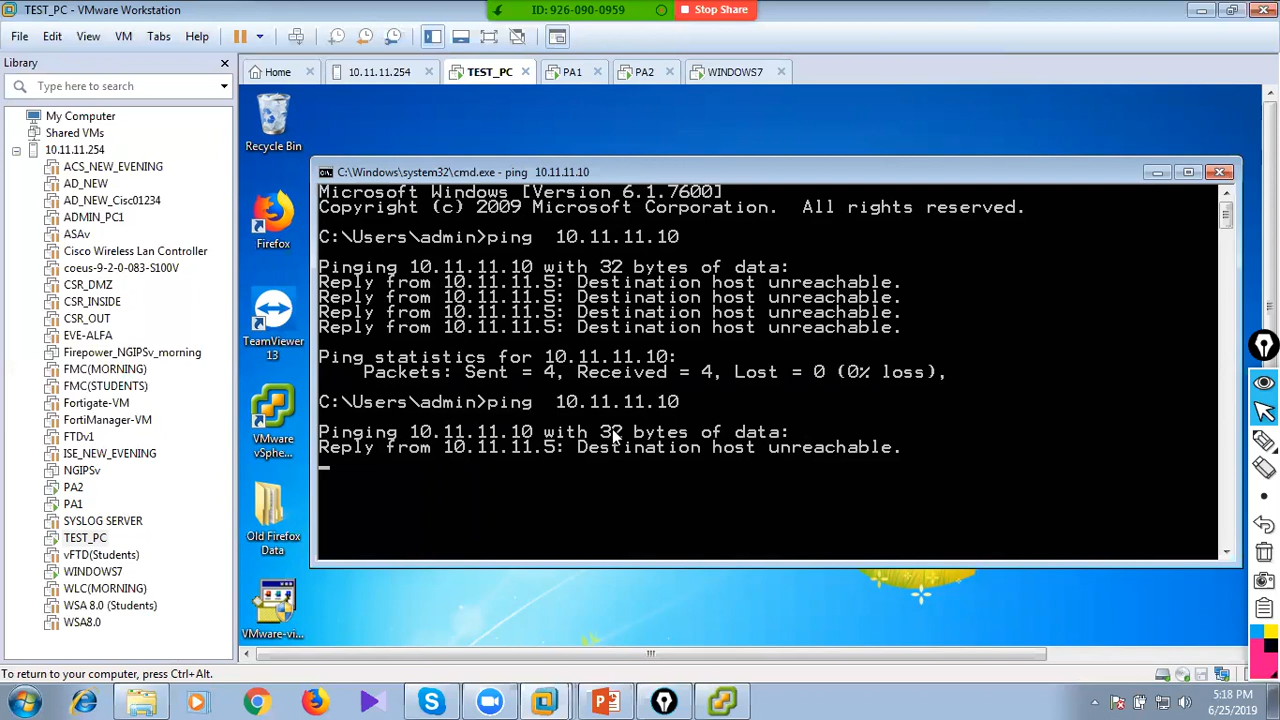 TEST_PC - VMware Workstation
ID: 926-090-0959
Stop Share
File Edit View VM Tabs Help
Library
Type here to search
Home
10.11.11.254
TEST_PC
PA1
PA2
WINDOWS7
My Computer
Shared VMs
10.11.11.254
ACS_NEW_EVENING
AD_NEW
AD_NEW_Cisco01234
ADMIN_PC1
ASAv
Cisco Wireless Lan Controller
coeus-9-2-0-083-S100V
CSR_DMZ
CSR_INSIDE
CSR_OUT
EVE-ALFA
Firepower_NGIPSv_morning
FMC(MORNING)
FMC(STUDENTS)
Fortigate-VM
FortiManager-VM
FTDv1
ISE_NEW_EVENING
NGIPSv
PA2
PA1
SYSLOG SERVER
TEST_PC
vFTD(Students)
WINDOWS7
WLC(MORNING)
WSA 8.0 (Students)
WSA8.0
Recycle Bin
Firefox
TeamViewer
13
VMware
vSphe...
Old Firefox
Data
VMware-vi...
C:\Windows\system32\cmd.exe - ping  10.11.11.10
Microsoft Windows [Version 6.1.7600]
Copyright (c) 2009 Microsoft Corporation.  All rights reserved.
C:\Users\admin>ping  10.11.11.10
Pinging 10.11.11.10 with 32 bytes of data:
Reply from 10.11.11.5: Destination host unreachable.
Reply from 10.11.11.5: Destination host unreachable.
Reply from 10.11.11.5: Destination host unreachable.
Reply from 10.11.11.5: Destination host unreachable.
Ping statistics for 10.11.11.10:
Packets: Sent = 4, Received = 4, Lost = 0 (0% loss),
C:\Users\admin>ping  10.11.11.10
Pinging 10.11.11.10 with 32 bytes of data:
Reply from 10.11.11.5: Destination host unreachable.
To return to your computer, press Ctrl+Alt.
5:18 PM
6/25/2019